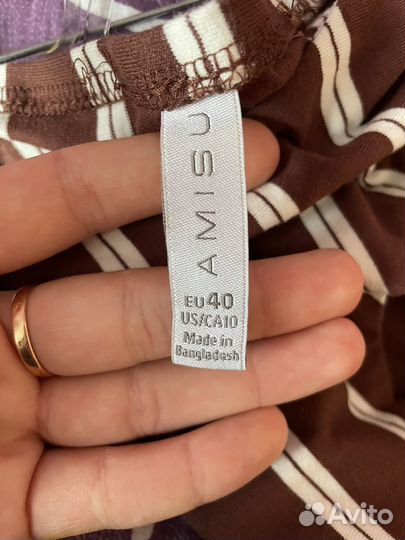 AMISU
EU 40
US/CA10
Made in
Bangladesh
Avito